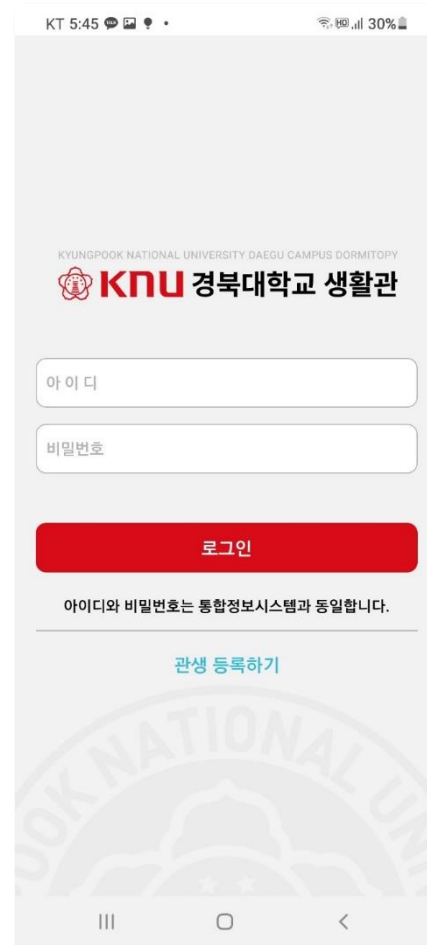 KT 5:45
30%
KYUNGPOOK NATIONAL UNIVERSITY DAEGU CAMPUS DORMITOPY
KNU 경북대학교 생활관
아이디
비밀번호
로그인
아이디와 비밀번호는 통합정보시스템과 동일합니다.
관생 등록하기
POOK NATIONAL UNI